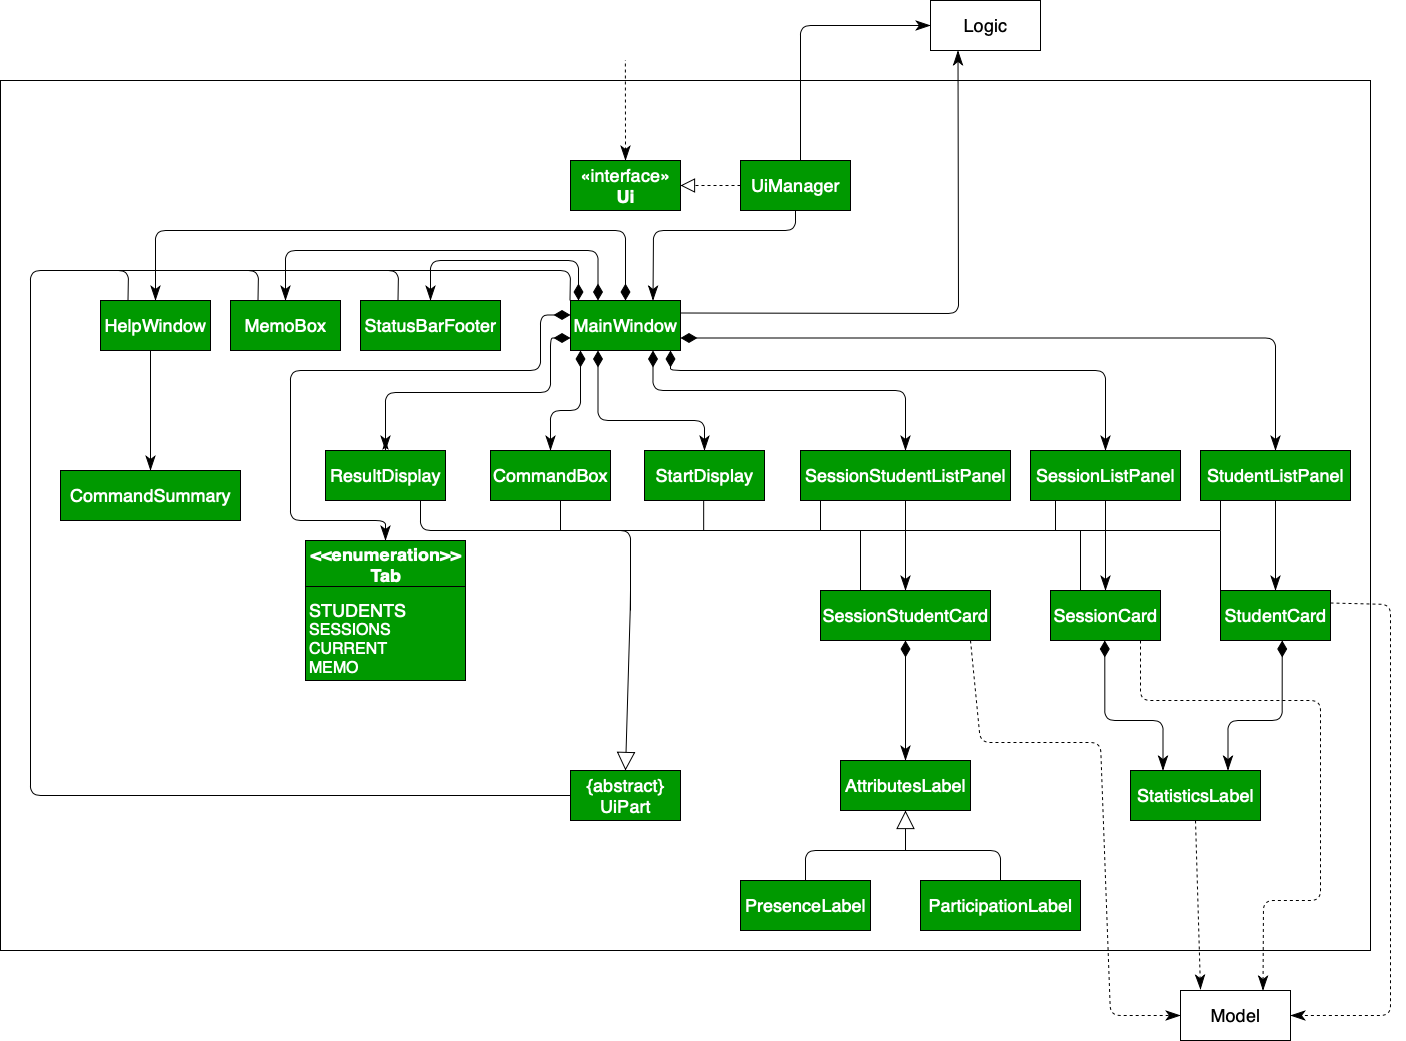 Logic
«interface»
Ui
UiManager
HelpWindow
MemoBox
StatusBarFooter
MainWindow
ResultDisplay
CommandBox
StartDisplay
SessionStudentListPanel
SessionListPanel
StudentListPanel
CommandSummary
<<enumeration>>
Tab
STUDENTS
SESSIONS
CURRENT
MEMO
SessionStudentCard
SessionCard
StudentCard
{abstract}
UiPart
AttributesLabel
StatisticsLabel
PresenceLabel
ParticipationLabel
Model